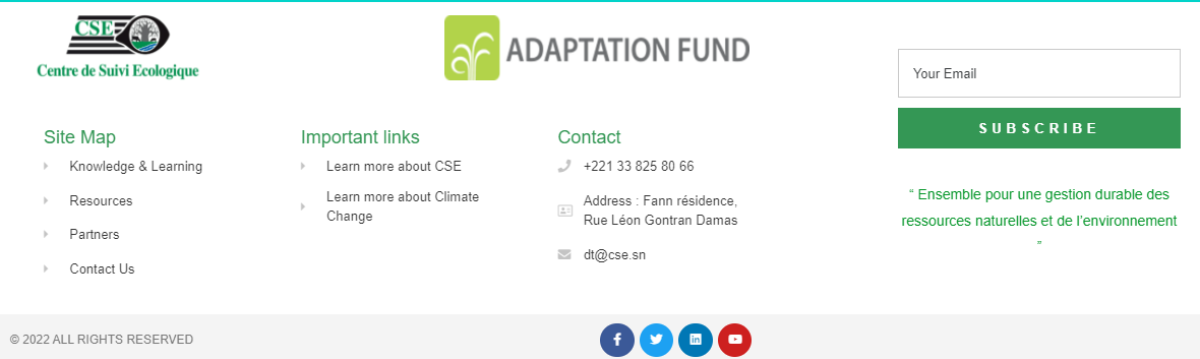 CSE
Centre de Suivi Ecologique
ADAPTATION FUND
Your Email
SUBSCRIBE
Site Map
Knowledge & Learning
Resources
Partners
Contact Us
Important links
Learn more about CSE
Learn more about Climate
Change
Contact
+221 33 825 80 66
Address : Fann résidence,
Rue Léon Gontran Damas
dt@cse.sn
“ Ensemble pour une gestion durable des
ressources naturelles et de l’environnement
”
© 2022 ALL RIGHTS RESERVED